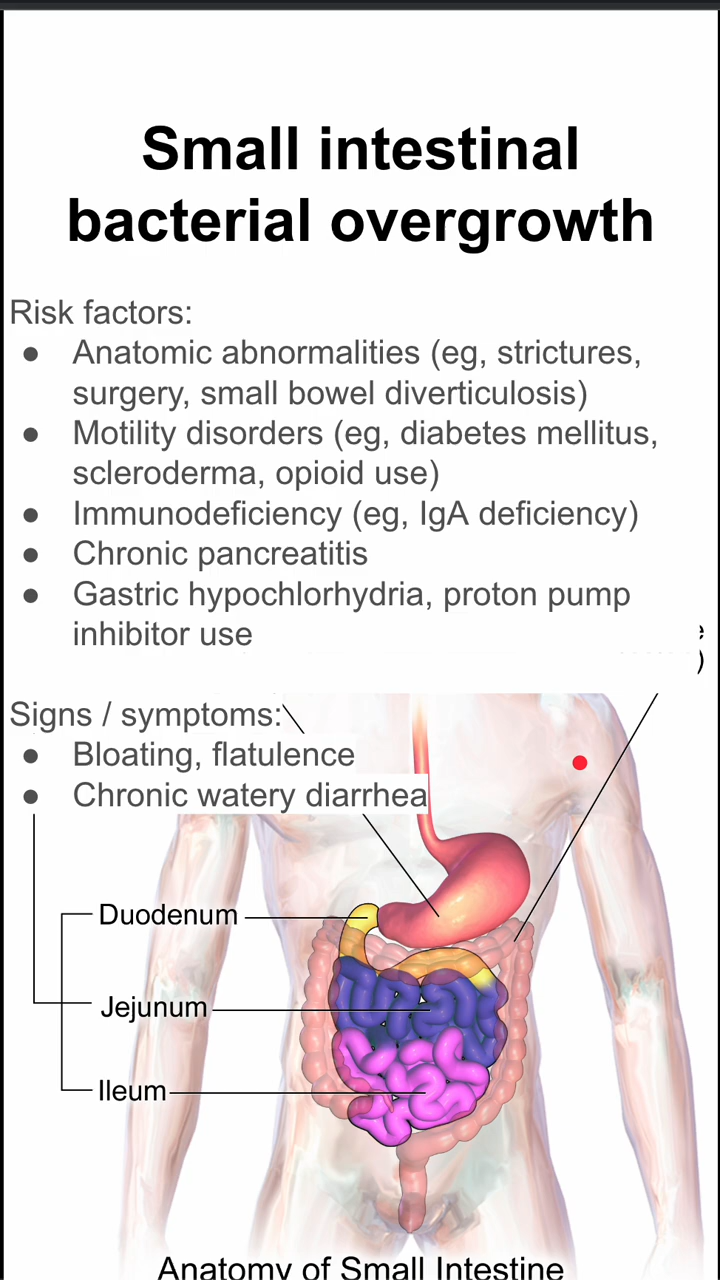 Small intestinal
bacterial overgrowth
Risk factors:
● Anatomic abnormalities (eg, strictures,
surgery, small bowel diverticulosis)
● Motility disorders (eg, diabetes mellitus,
scleroderma, opioid use)
● Immunodeficiency (eg, IgA deficiency)
● Chronic pancreatitis
● Gastric hypochlorhydria, proton pump
inhibitor use
e
)
Signs / symptoms:
● Bloating, flatulence
● Chronic watery diarrhea
Duodenum
Jejunum
Ileum
Anatomy of Small Intestine